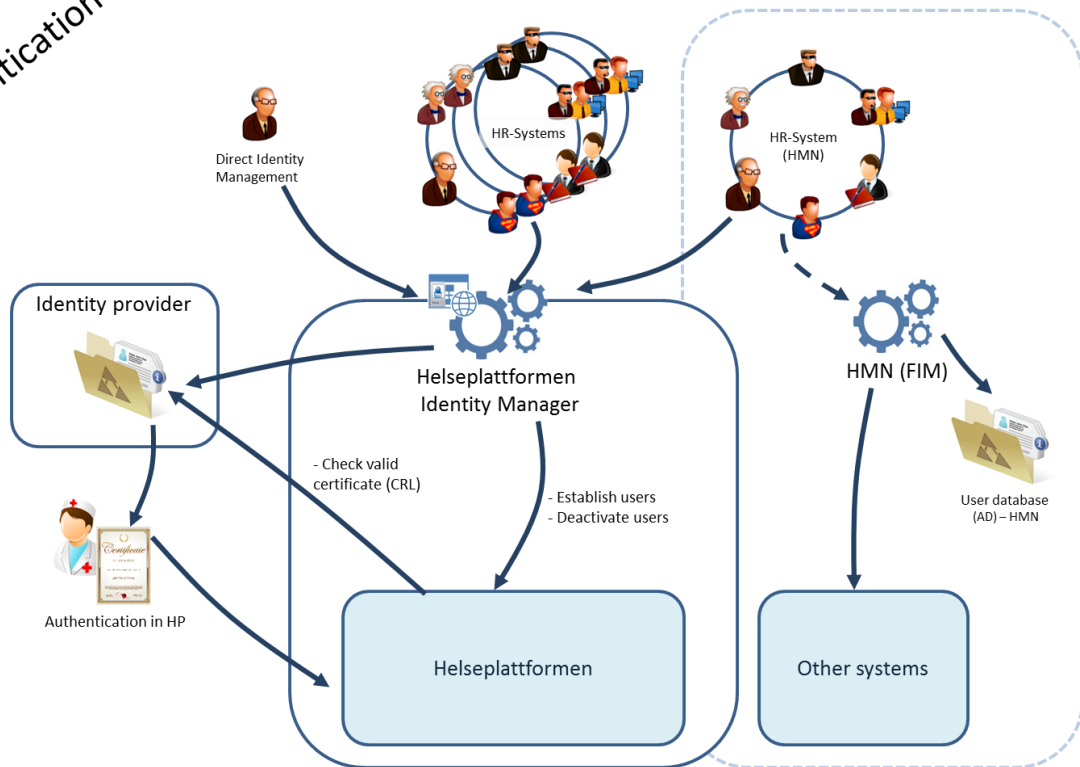 HR-Systems
HR-System
(HMN)
Direct Identity
Management
Identity provider
Helseplattformen
Identity Manager
HMN (FIM)
- Check valid
certificate (CRL)
- Establish users
- Deactivate users
User database
(AD) – HMN
Certificate
Authentication in HP
Helseplattformen
Other systems